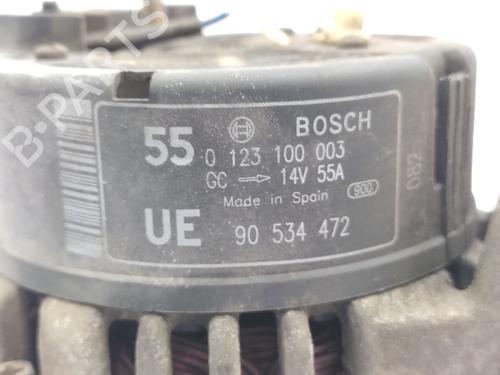 BOSCH
55 0 123 100 003
GC → 14V 55A
Made in Spain 900
UE 90 534 472
082
B-PARTS